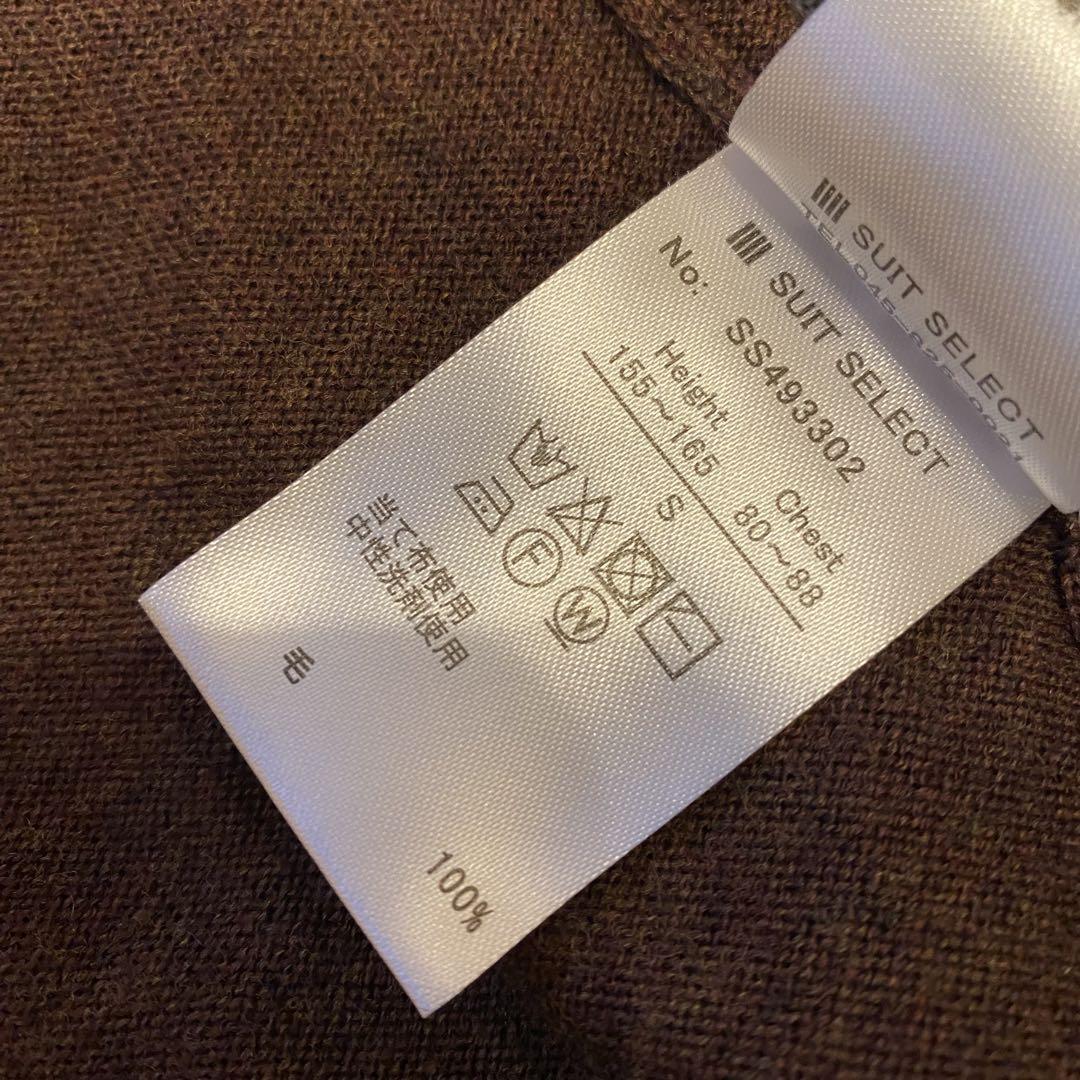 SUIT SELECT
SUIT SELECT
No: SS493302
Height Chest
155～165 80～88
S
F
W
当て布使用
中性洗剤使用
毛 100%